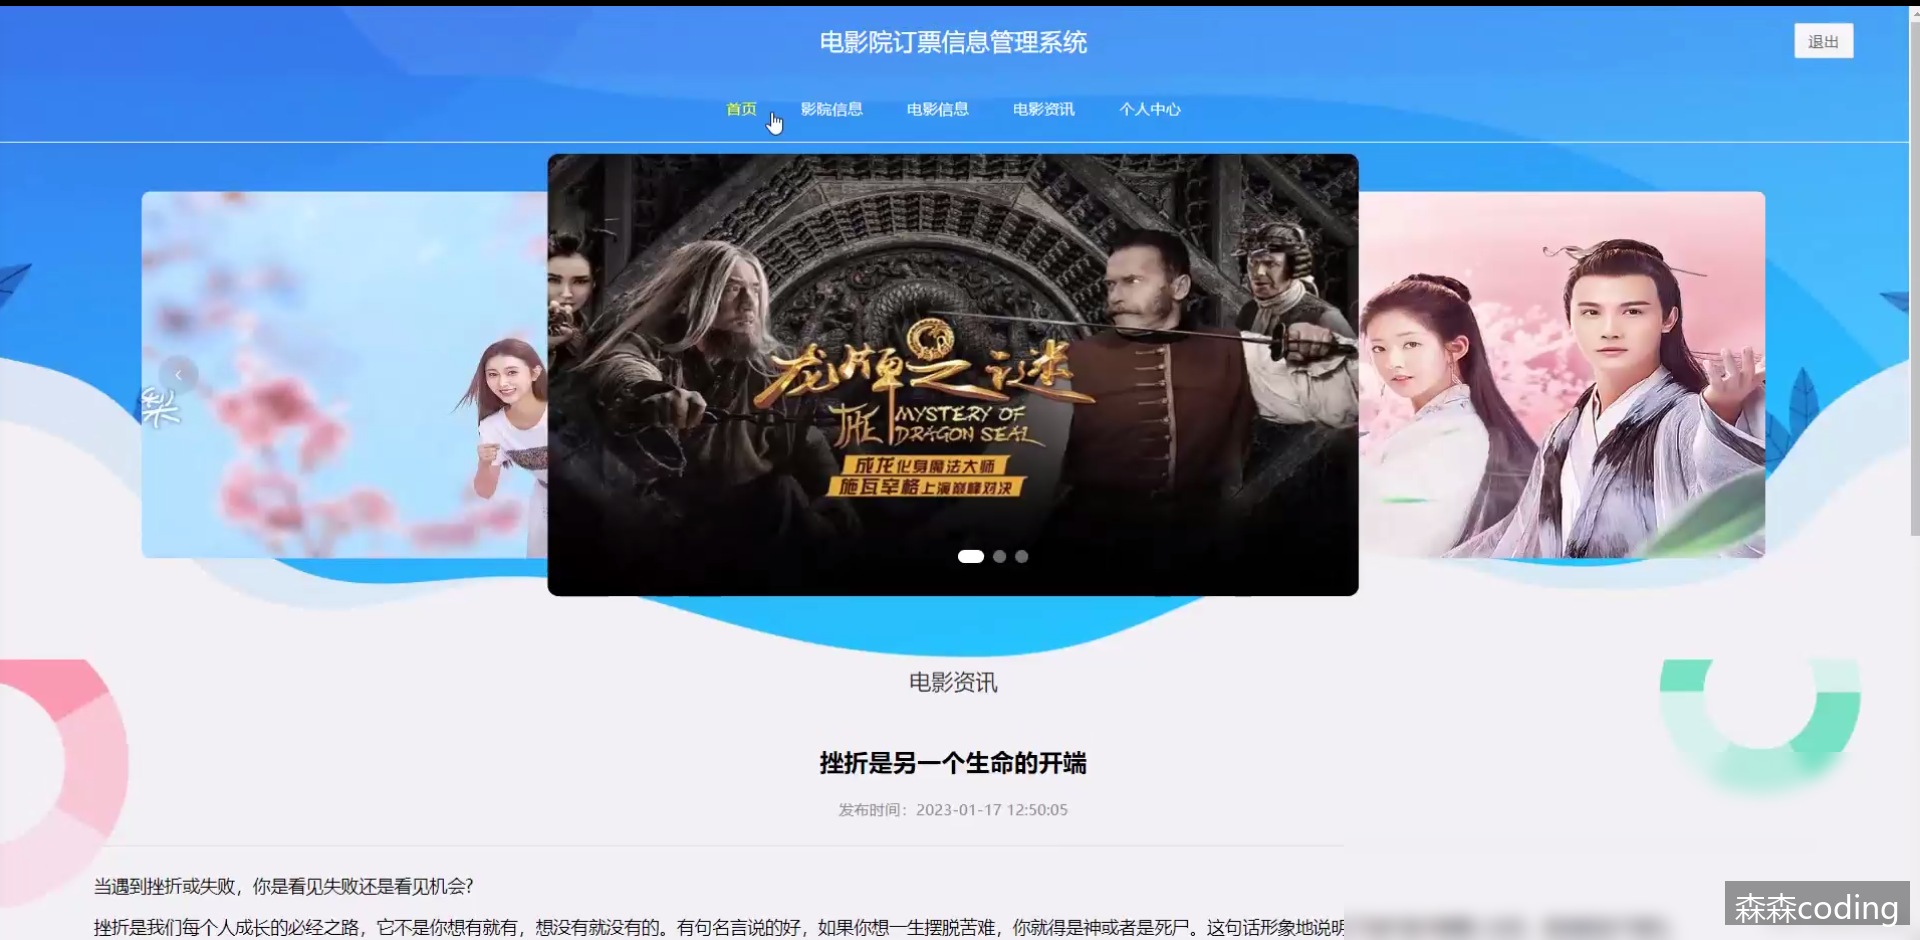 电影院订票信息管理系统
退出
首页 影院信息 电影信息 电影资讯 个人中心
梨
龙牌之谜
THE MYSTERY OF DRAGON SEAL
成龙化身魔法大师
施瓦辛格上演巅峰对决
电影资讯
挫折是另一个生命的开端
发布时间：2023-01-17 12:50:05
当遇到挫折或失败，你是看见失败还是看见机会?
挫折是我们每个人成长的必经之路，它不是你想有就有，想没有就没有的。有句名言说的好，如果你想一生摆脱苦难，你就得是神或者是死尸。这句话形象地说明
森森coding